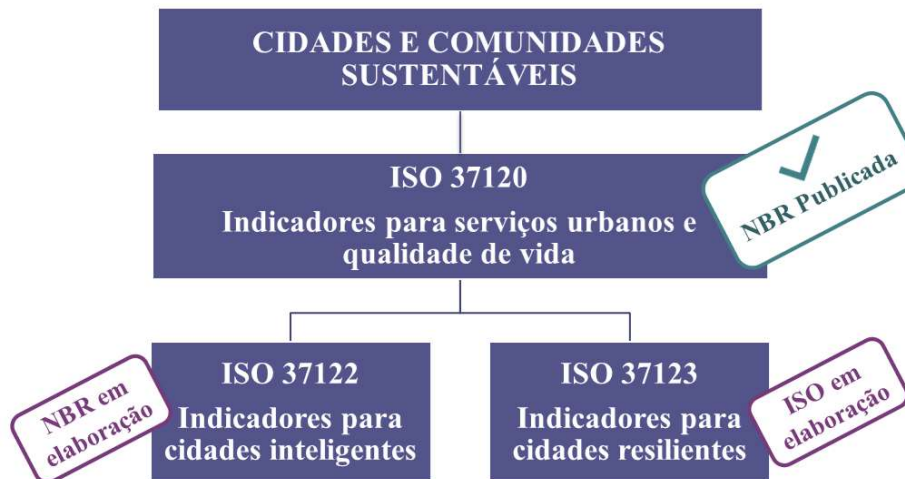 CIDADES E COMUNIDADES
SUSTENTÁVEIS
ISO 37120
Indicadores para serviços urbanos e
qualidade de vida
NBR Publicada
NBR em
elaboração
ISO 37122
Indicadores para
cidades inteligentes
ISO 37123
Indicadores para
cidades resilientes
ISO em
elaboração